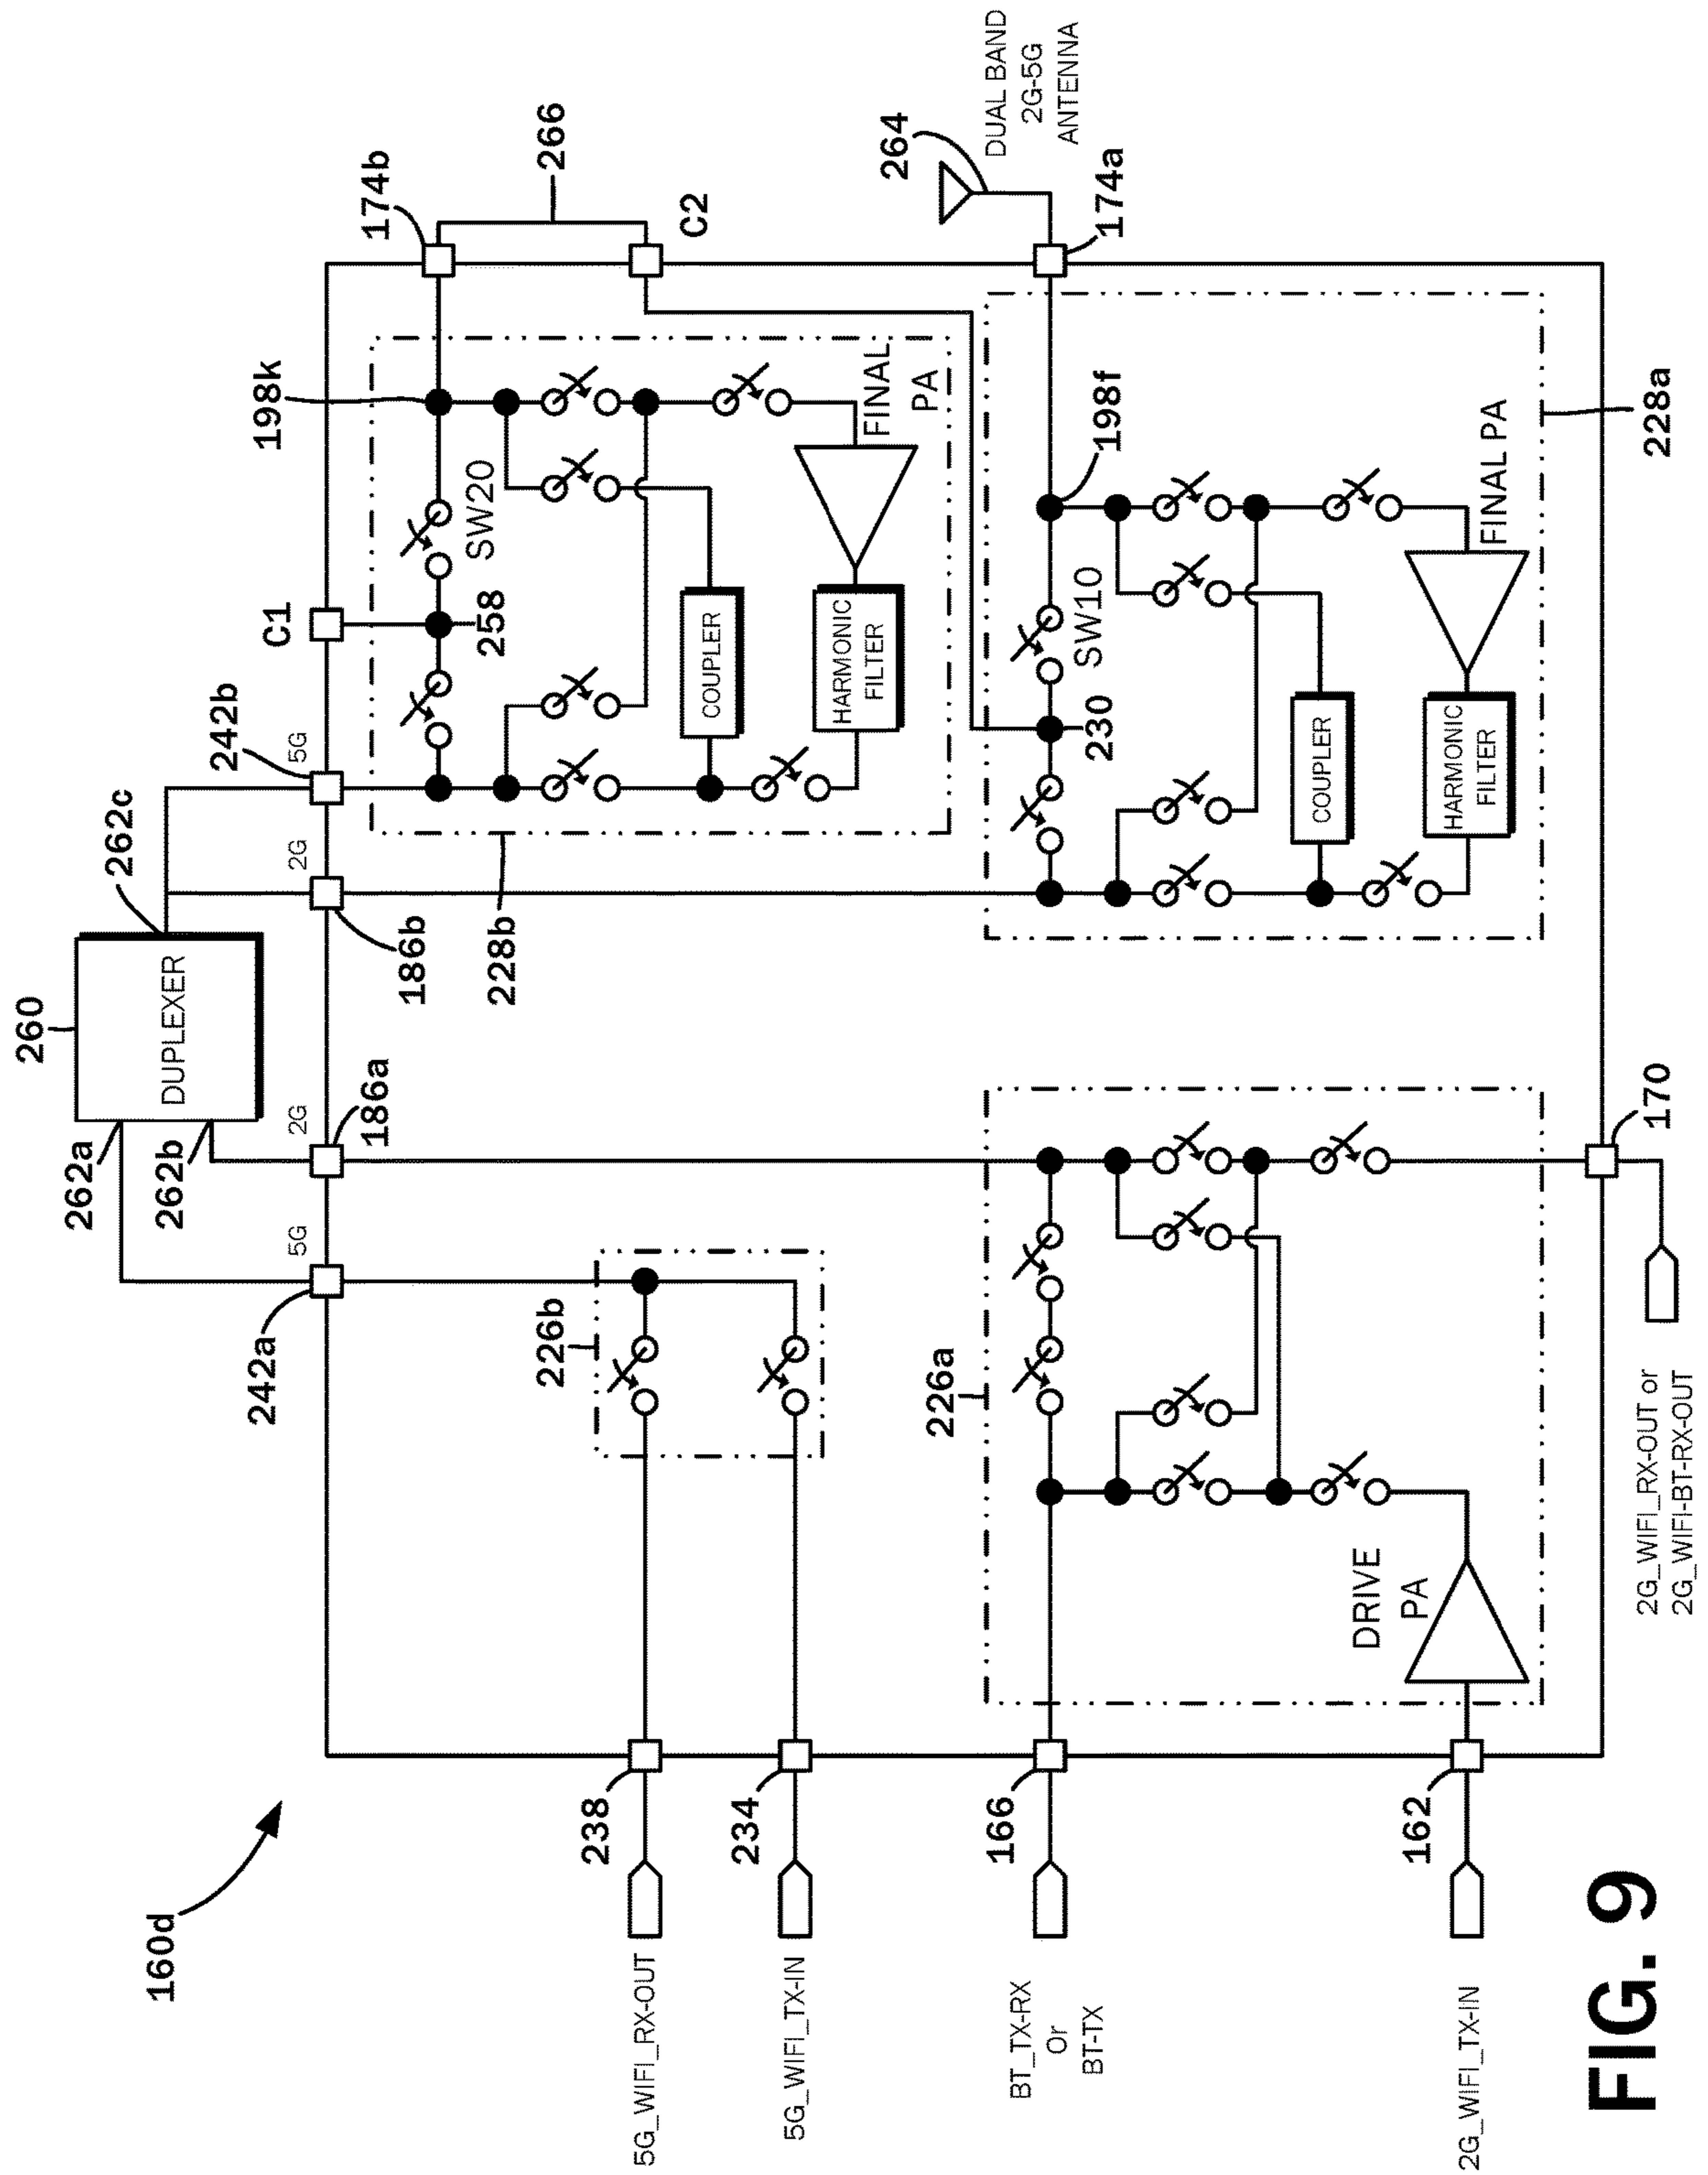 160d
260
DUPLEXER
262a
262b
262c
242a
5G
186a
2G
186b
2G
242b
5G
C1
174b
266
C2
264
DUAL BAND
2G-5G
ANTENNA
174a
198k
SW20
258
COUPLER
HARMONIC
FILTER
FINAL
PA
228b
198f
SW10
230
COUPLER
HARMONIC
FILTER
FINAL PA
228a
226b
226a
DRIVE
PA
238
234
166
162
170
5G_WIFI_RX-OUT
5G_WIFI_TX-IN
BT_TX-RX
Or
BT-TX
2G_WIFI_TX-IN
2G_WIFI_RX-OUT or
2G_WIFI-BT-RX-OUT
FIG. 9